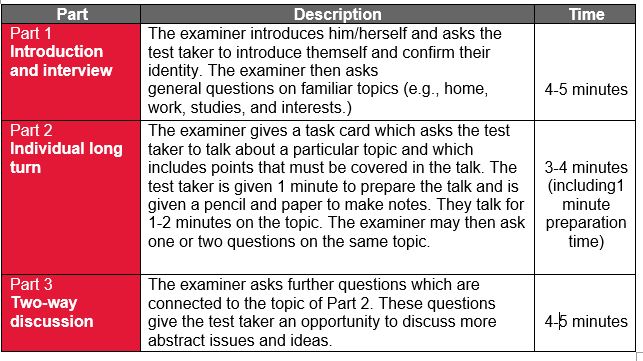 Part Description Time
Part 1
Introduction
and interview
The examiner introduces him/herself and asks the
test taker to introduce themself and confirm their
identity. The examiner then asks
general questions on familiar topics (e.g., home,
work, studies, and interests.)
4-5 minutes
Part 2
Individual long
turn
The examiner gives a task card which asks the test
taker to talk about a particular topic and which
includes points that must be covered in the talk. The
test taker is given 1 minute to prepare the talk and is
given a pencil and paper to make notes. They talk for
1-2 minutes on the topic. The examiner may then ask
one or two questions on the same topic.
3-4 minutes
(including1
minute
preparation
time)
Part 3
Two-way
discussion
The examiner asks further questions which are
connected to the topic of Part 2. These questions
give the test taker an opportunity to discuss more
abstract issues and ideas.
4-5 minutes